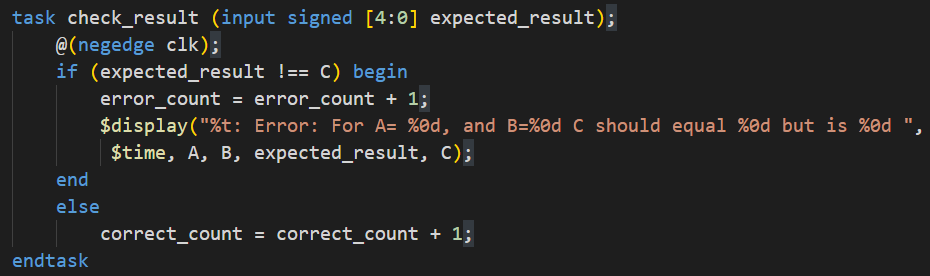 task check_result (input signed [4:0] expected_result);
    @(negedge clk);
    if (expected_result !== C) begin
        error_count = error_count + 1;
        $display("%t: Error: For A= %0d, and B=%0d C should equal %0d but is %0d ",
         $time, A, B, expected_result, C);
    end
    else
        correct_count = correct_count + 1;
endtask